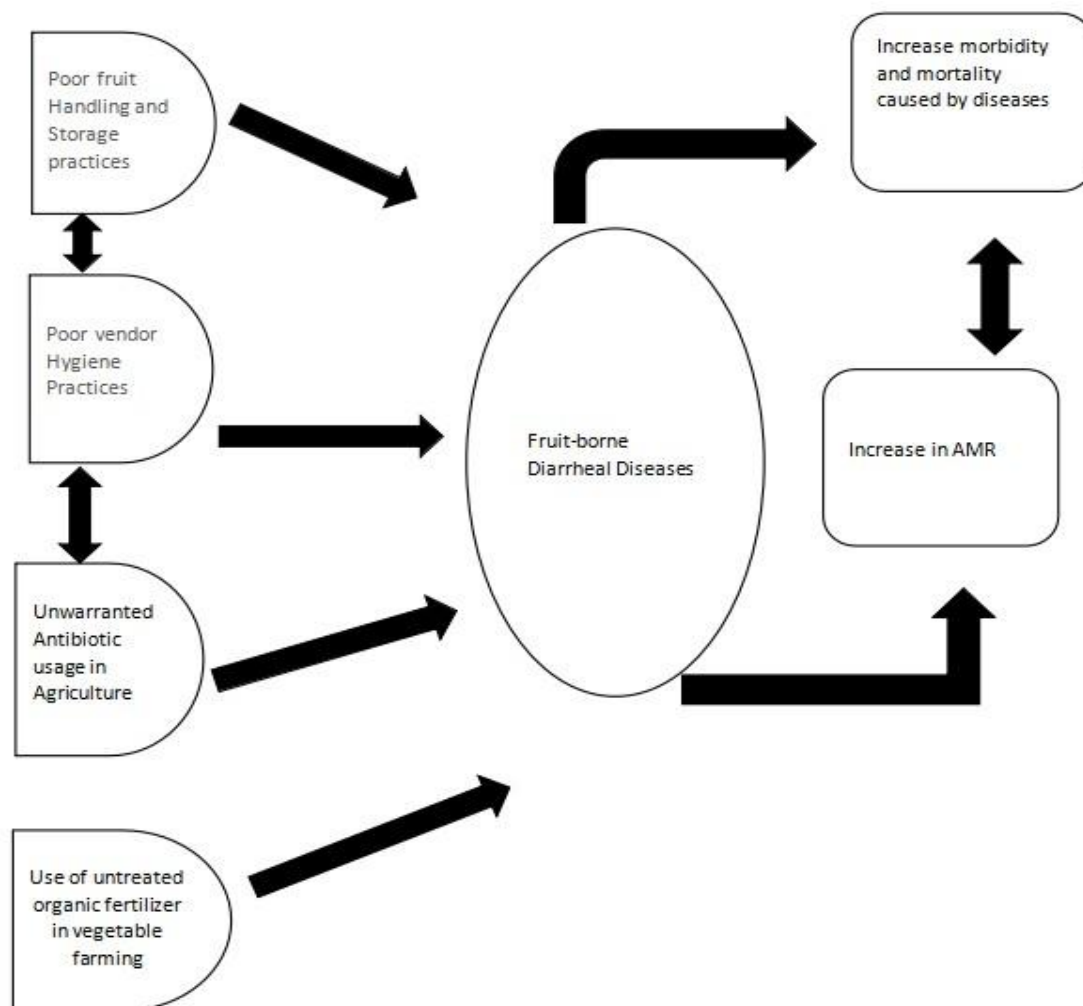 Poor fruit
Handling and
Storage
practices
Poor vendor
Hygiene
Practices
Unwarranted
Antibiotic
usage in
Agriculture
Use of untreated
organic fertilizer
in vegetable
farming
Fruit-borne
Diarrheal Diseases
Increase morbidity
and mortality
caused by diseases
Increase in AMR